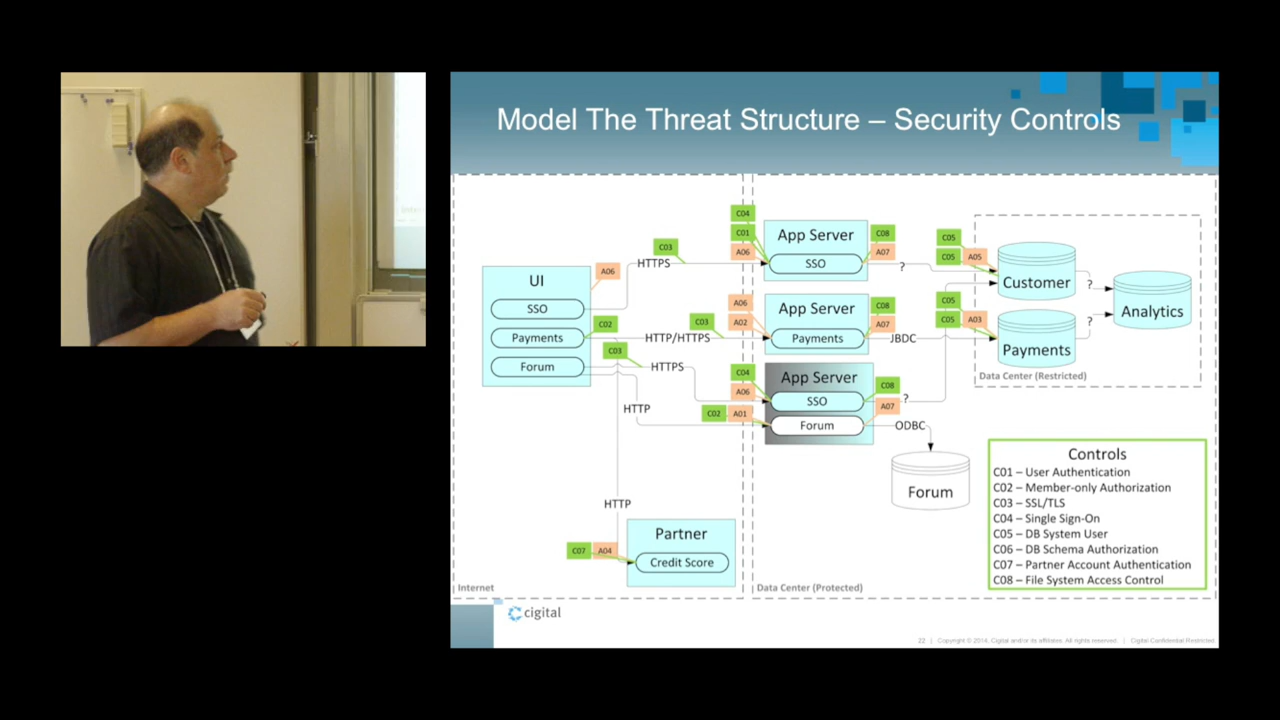 Model The Threat Structure – Security Controls
UI
SSO
Payments
Forum
A06
C02
C03
HTTPS
C03
HTTP/HTTPS
C03
HTTPS
HTTP
HTTP
C04
C01
A06
App Server
SSO
C08
A07
?
A06
A02
App Server
Payments
C08
A07
JBDC
C04
A06
C02
A01
App Server
SSO
Forum
C08
A07
?
ODBC
Forum
C05
C05
A05
Customer
?
C05
C05
A03
Payments
?
Analytics
Data Center (Restricted)
C07
A04
Partner
Credit Score
Internet
Data Center (Protected)
Controls
C01 – User Authentication
C02 – Member-only Authorization
C03 – SSL/TLS
C04 – Single Sign-On
C05 – DB System User
C06 – DB Schema Authorization
C07 – Partner Account Authentication
C08 – File System Access Control
cigital
22 | Copyright © 2014, Cigital and/or its affiliates. All rights reserved. | Cigital Confidential Restricted.